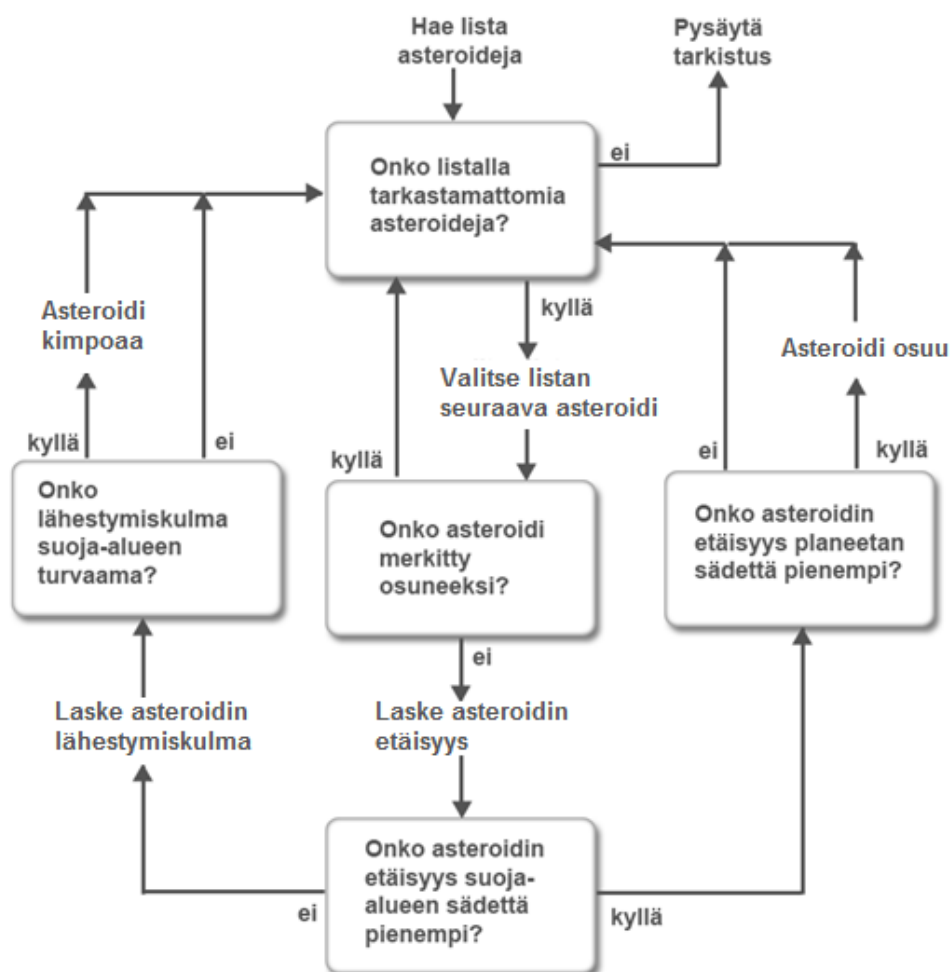 Hae lista
asteroideja
Pysäytä
tarkistus
Onko listalla
tarkastamattomia
asteroideja?
ei
kyllä
Asteroidi
kimpoaa
Valitse listan
seuraava asteroidi
Asteroidi osuu
kyllä
ei
kyllä
ei
kyllä
Onko
lähestymiskulma
suoja-alueen
turvaama?
Onko asteroidi
merkitty
osuneeksi?
Onko asteroidin
etäisyys planeetan
sädettä pienempi?
ei
Laske asteroidin
lähestymiskulma
Laske asteroidin
etäisyys
Onko asteroidin
etäisyys suoja-
alueen sädettä
pienempi?
ei
kyllä